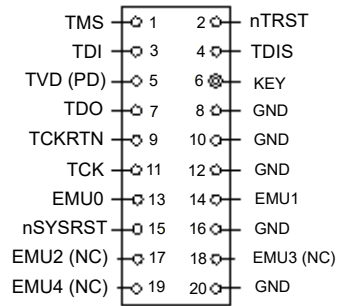 TMS 1 2 nTRST
TDI 3 4 TDIS
TVD (PD) 5 6 KEY
TDO 7 8 GND
TCKRTN 9 10 GND
TCK 11 12 GND
EMU0 13 14 EMU1
nSYSRST 15 16 GND
EMU2 (NC) 17 18 EMU3 (NC)
EMU4 (NC) 19 20 GND